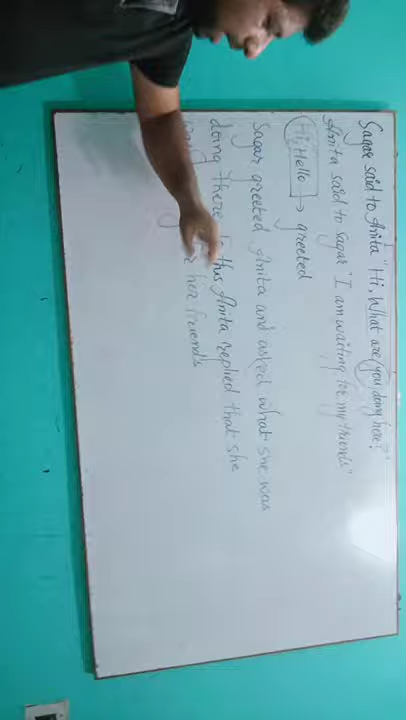 Sagar said to Anita "Hi, What are you doing here?"
Anita said to Sagar "I am waiting for my friends"
Hi, Hello → greeted
Sagar greeted Anita and asked what she was
doing there to this Anita replied that she
her friends